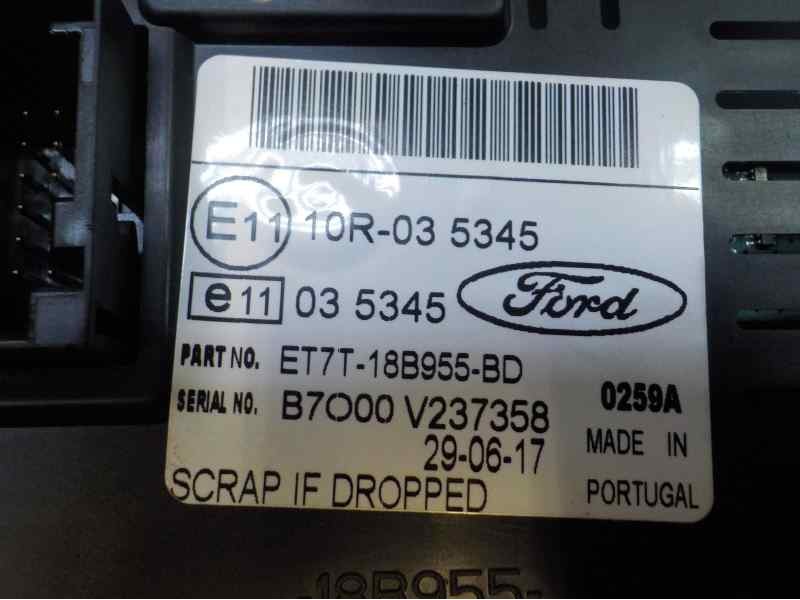 E11 10R-03 5345
e11 03 5345 Ford
PART NO. ET7T-18B955-BD
SERIAL NO. B7O00 V237358 0259A
29-06-17 MADE IN
SCRAP IF DROPPED PORTUGAL
-18B955-